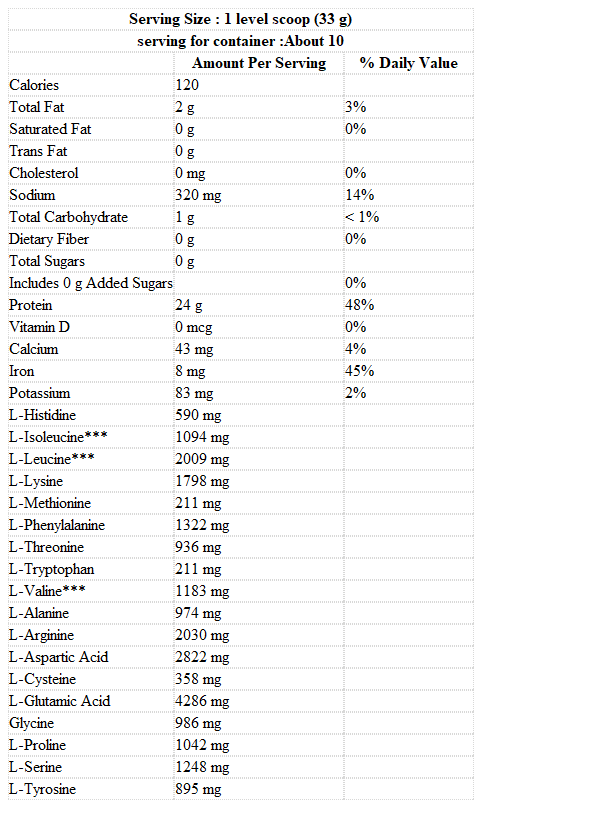 Serving Size : 1 level scoop (33 g)
serving for container :About 10
Amount Per Serving % Daily Value
Calories 120
Total Fat 2 g 3%
Saturated Fat 0 g 0%
Trans Fat 0 g
Cholesterol 0 mg 0%
Sodium 320 mg 14%
Total Carbohydrate 1 g < 1%
Dietary Fiber 0 g 0%
Total Sugars 0 g
Includes 0 g Added Sugars 0%
Protein 24 g 48%
Vitamin D 0 mcg 0%
Calcium 43 mg 4%
Iron 8 mg 45%
Potassium 83 mg 2%
L-Histidine 590 mg
L-Isoleucine*** 1094 mg
L-Leucine*** 2009 mg
L-Lysine 1798 mg
L-Methionine 211 mg
L-Phenylalanine 1322 mg
L-Threonine 936 mg
L-Tryptophan 211 mg
L-Valine*** 1183 mg
L-Alanine 974 mg
L-Arginine 2030 mg
L-Aspartic Acid 2822 mg
L-Cysteine 358 mg
L-Glutamic Acid 4286 mg
Glycine 986 mg
L-Proline 1042 mg
L-Serine 1248 mg
L-Tyrosine 895 mg